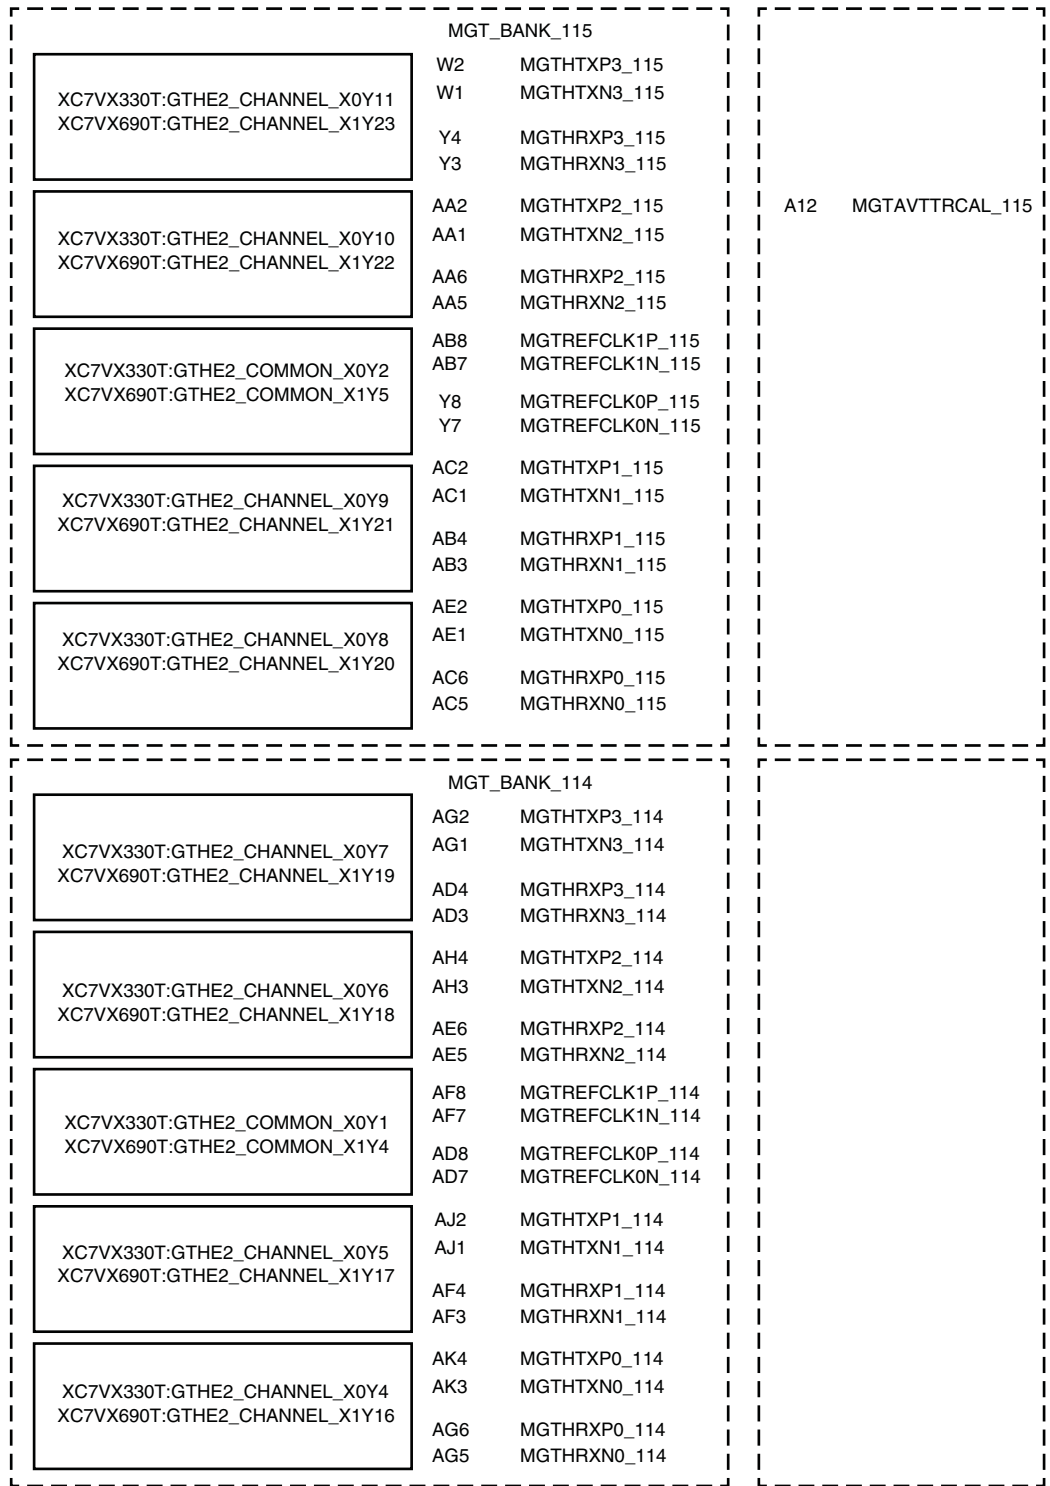 MGT_BANK_115
XC7VX330T:GTHE2_CHANNEL_X0Y11
XC7VX690T:GTHE2_CHANNEL_X1Y23
W2 MGTHTXP3_115
W1 MGTHTXN3_115
Y4 MGTHRXP3_115
Y3 MGTHRXN3_115
XC7VX330T:GTHE2_CHANNEL_X0Y10
XC7VX690T:GTHE2_CHANNEL_X1Y22
AA2 MGTHTXP2_115
AA1 MGTHTXN2_115
AA6 MGTHRXP2_115
AA5 MGTHRXN2_115
XC7VX330T:GTHE2_COMMON_X0Y2
XC7VX690T:GTHE2_COMMON_X1Y5
AB8 MGTREFCLK1P_115
AB7 MGTREFCLK1N_115
Y8 MGTREFCLK0P_115
Y7 MGTREFCLK0N_115
XC7VX330T:GTHE2_CHANNEL_X0Y9
XC7VX690T:GTHE2_CHANNEL_X1Y21
AC2 MGTHTXP1_115
AC1 MGTHTXN1_115
AB4 MGTHRXP1_115
AB3 MGTHRXN1_115
XC7VX330T:GTHE2_CHANNEL_X0Y8
XC7VX690T:GTHE2_CHANNEL_X1Y20
AE2 MGTHTXP0_115
AE1 MGTHTXN0_115
AC6 MGTHRXP0_115
AC5 MGTHRXN0_115
A12 MGTAVTTRCAL_115
MGT_BANK_114
XC7VX330T:GTHE2_CHANNEL_X0Y7
XC7VX690T:GTHE2_CHANNEL_X1Y19
AG2 MGTHTXP3_114
AG1 MGTHTXN3_114
AD4 MGTHRXP3_114
AD3 MGTHRXN3_114
XC7VX330T:GTHE2_CHANNEL_X0Y6
XC7VX690T:GTHE2_CHANNEL_X1Y18
AH4 MGTHTXP2_114
AH3 MGTHTXN2_114
AE6 MGTHRXP2_114
AE5 MGTHRXN2_114
XC7VX330T:GTHE2_COMMON_X0Y1
XC7VX690T:GTHE2_COMMON_X1Y4
AF8 MGTREFCLK1P_114
AF7 MGTREFCLK1N_114
AD8 MGTREFCLK0P_114
AD7 MGTREFCLK0N_114
XC7VX330T:GTHE2_CHANNEL_X0Y5
XC7VX690T:GTHE2_CHANNEL_X1Y17
AJ2 MGTHTXP1_114
AJ1 MGTHTXN1_114
AF4 MGTHRXP1_114
AF3 MGTHRXN1_114
XC7VX330T:GTHE2_CHANNEL_X0Y4
XC7VX690T:GTHE2_CHANNEL_X1Y16
AK4 MGTHTXP0_114
AK3 MGTHTXN0_114
AG6 MGTHRXP0_114
AG5 MGTHRXN0_114